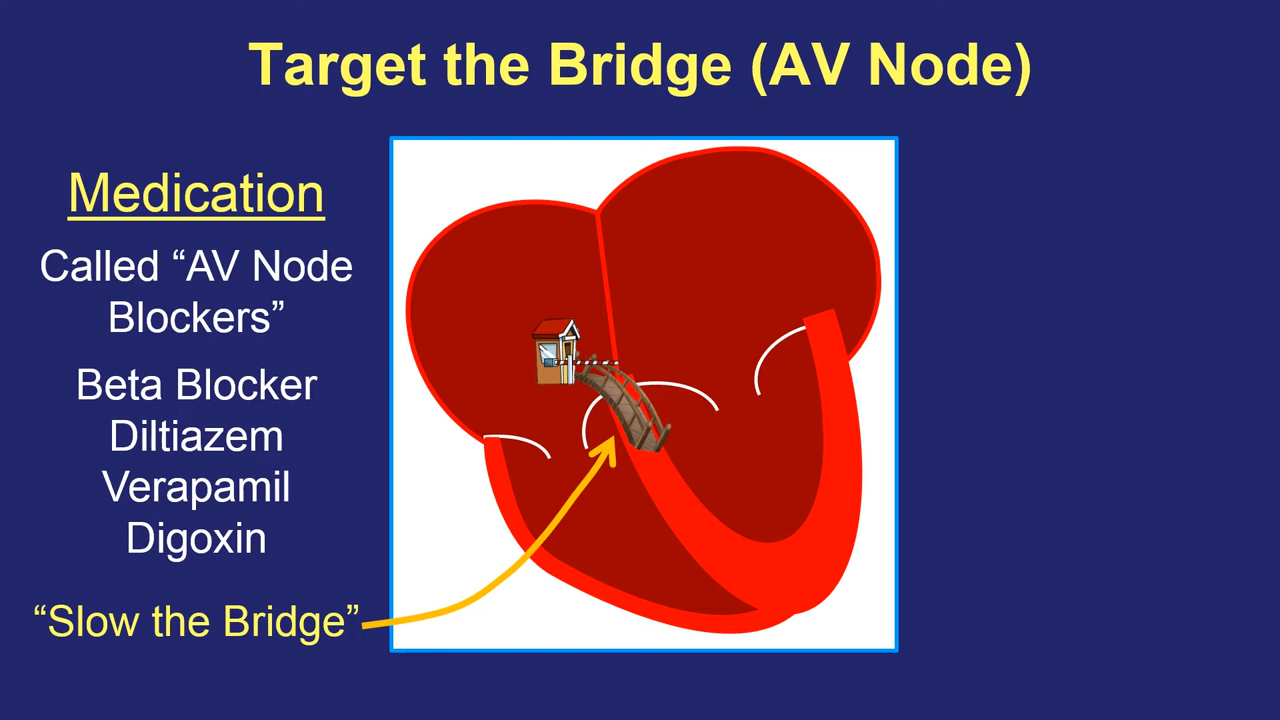 Target the Bridge (AV Node)
Medication
Called “AV Node
Blockers”
Beta Blocker
Diltiazem
Verapamil
Digoxin
“Slow the Bridge”